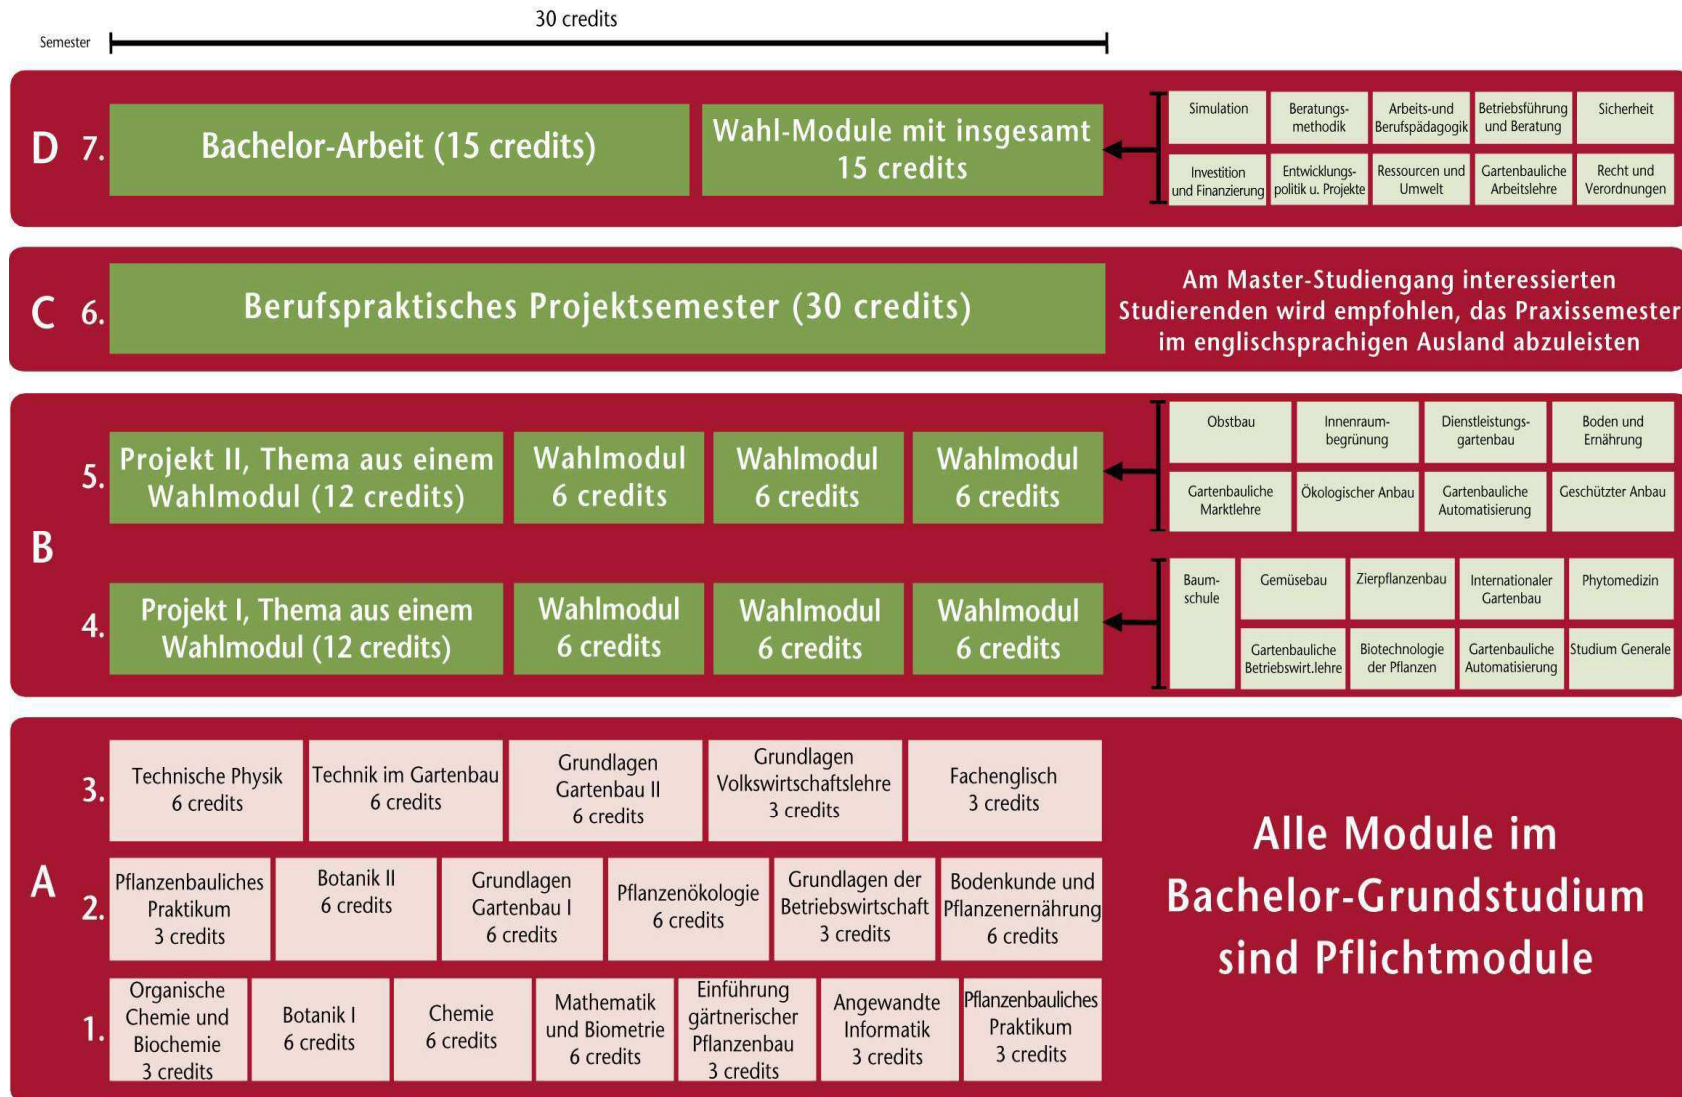 30 credits
Semester
D
7.
Bachelor-Arbeit (15 credits)
Wahl-Module mit insgesamt
15 credits
Simulation
Beratungs-
methodik
Arbeits-und
Berufspädagogik
Betriebsführung
und Beratung
Sicherheit
Investition
und Finanzierung
Entwicklungs-
politik u. Projekte
Ressourcen und
Umwelt
Gartenbauliche
Arbeitslehre
Recht und
Verordnungen
C
6.
Berufspraktisches Projektsemester (30 credits)
Am Master-Studiengang interessierten
Studierenden wird empfohlen, das Praxissemester
im englischsprachigen Ausland abzuleisten
B
5.
Projekt II, Thema aus einem
Wahlmodul (12 credits)
Wahlmodul
6 credits
Wahlmodul
6 credits
Wahlmodul
6 credits
Obstbau
Innenraum-
begrünung
Dienstleistungs-
gartenbau
Boden und
Ernährung
Gartenbauliche
Marktlehre
Ökologischer Anbau
Gartenbauliche
Automatisierung
Geschützter Anbau
4.
Projekt I, Thema aus einem
Wahlmodul (12 credits)
Wahlmodul
6 credits
Wahlmodul
6 credits
Wahlmodul
6 credits
Baum-
schule
Gemüsebau
Zierpflanzenbau
Internationaler
Gartenbau
Phytomedizin
Gartenbauliche
Betriebswirt.lehre
Biotechnologie
der Pflanzen
Gartenbauliche
Automatisierung
Studium Generale
A
3.
Technische Physik
6 credits
Technik im Gartenbau
6 credits
Grundlagen
Gartenbau II
6 credits
Grundlagen
Volkswirtschaftslehre
3 credits
Fachenglisch
3 credits
2.
Pflanzenbauliches
Praktikum
3 credits
Botanik II
6 credits
Grundlagen
Gartenbau I
6 credits
Pflanzenökologie
6 credits
Grundlagen der
Betriebswirtschaft
3 credits
Bodenkunde und
Pflanzenernährung
6 credits
1.
Organische
Chemie und
Biochemie
3 credits
Botanik I
6 credits
Chemie
6 credits
Mathematik
und Biometrie
6 credits
Einführung
gärtnerischer
Pflanzenbau
3 credits
Angewandte
Informatik
3 credits
Pflanzenbauliches
Praktikum
3 credits
Alle Module im
Bachelor-Grundstudium
sind Pflichtmodule